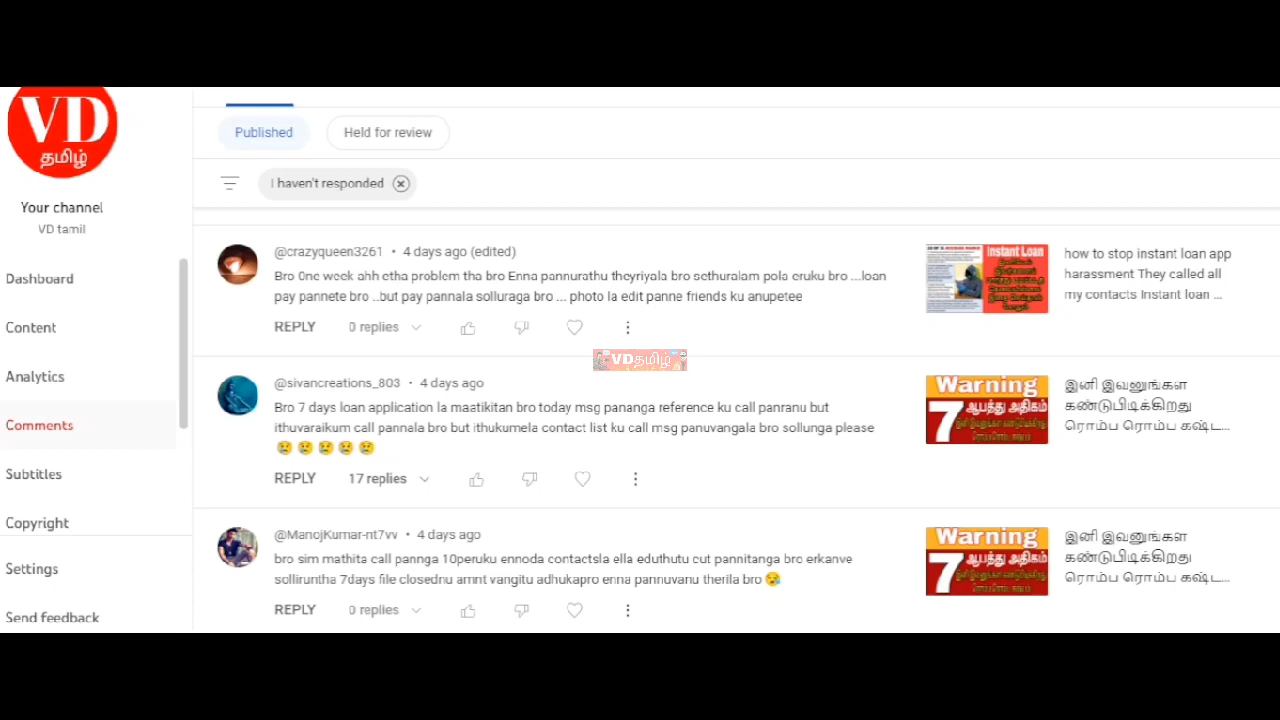 VD
தமிழ்
Your channel
VD tamil
Dashboard
Content
Analytics
Comments
Subtitles
Copyright
Settings
Send feedback
Published
Held for review
I haven't responded
@crazyqueen3261 • 4 days ago (edited)
Bro One week ahh etha problem tha bro Enna pannurathu theyriyala bro sethuralam pola eruku bro ...loan
pay pannete bro ..but pay pannala solluraga bro ... photo la edit panne friends ku anupetee
REPLY 0 replies
Instant Loan
how to stop instant loan app
harassment They called all
my contacts Instant loan ...
VDதமிழ்
@sivancreations_803 • 4 days ago
Bro 7 days loan application la maatikitan bro today msg pananga reference ku call panranu but
ithuvaraikum call pannala bro but ithukumela contact list ku call msg panuvangala bro sollunga please
😢 😢 😢 😢 😢
REPLY 17 replies
Warning
7 ஆபத்து அதிகம்
இனி இவனுங்கள
கண்டுபிடிக்கிறது
ரொம்ப ரொம்ப கஷ்ட...
@ManojKumar-nt7vv • 4 days ago
bro sim mathita call pannga 10peruku ennoda contactsla ella eduthutu cut pannitanga bro erkanve
solliruntha 7days file closednu amnt vangitu adhukapro enna pannuvanu therila bro 😪
REPLY 0 replies
Warning
7 ஆபத்து அதிகம்
இனி இவனுங்கள
கண்டுபிடிக்கிறது
ரொம்ப ரொம்ப கஷ்ட...